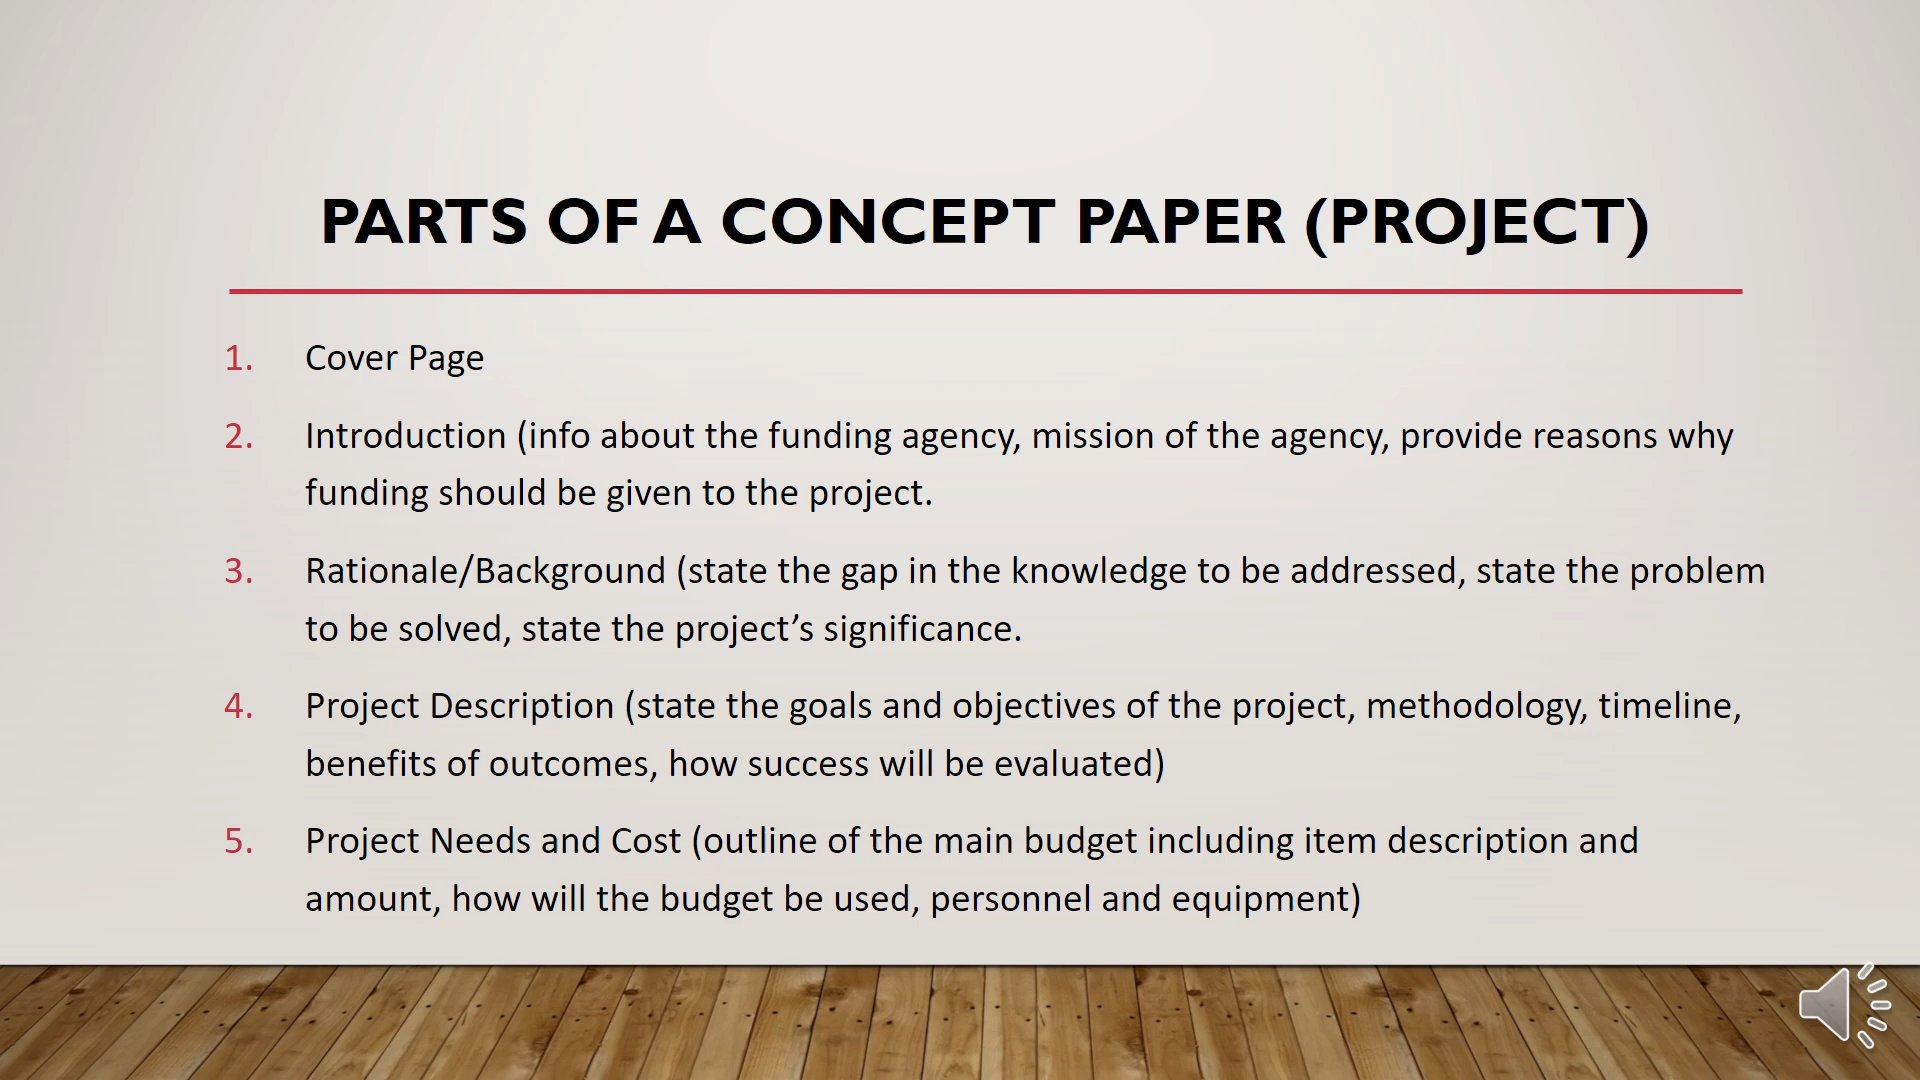 PARTS OF A CONCEPT PAPER (PROJECT)
1. Cover Page
2. Introduction (info about the funding agency, mission of the agency, provide reasons why
funding should be given to the project.
3. Rationale/Background (state the gap in the knowledge to be addressed, state the problem
to be solved, state the project’s significance.
4. Project Description (state the goals and objectives of the project, methodology, timeline,
benefits of outcomes, how success will be evaluated)
5. Project Needs and Cost (outline of the main budget including item description and
amount, how will the budget be used, personnel and equipment)